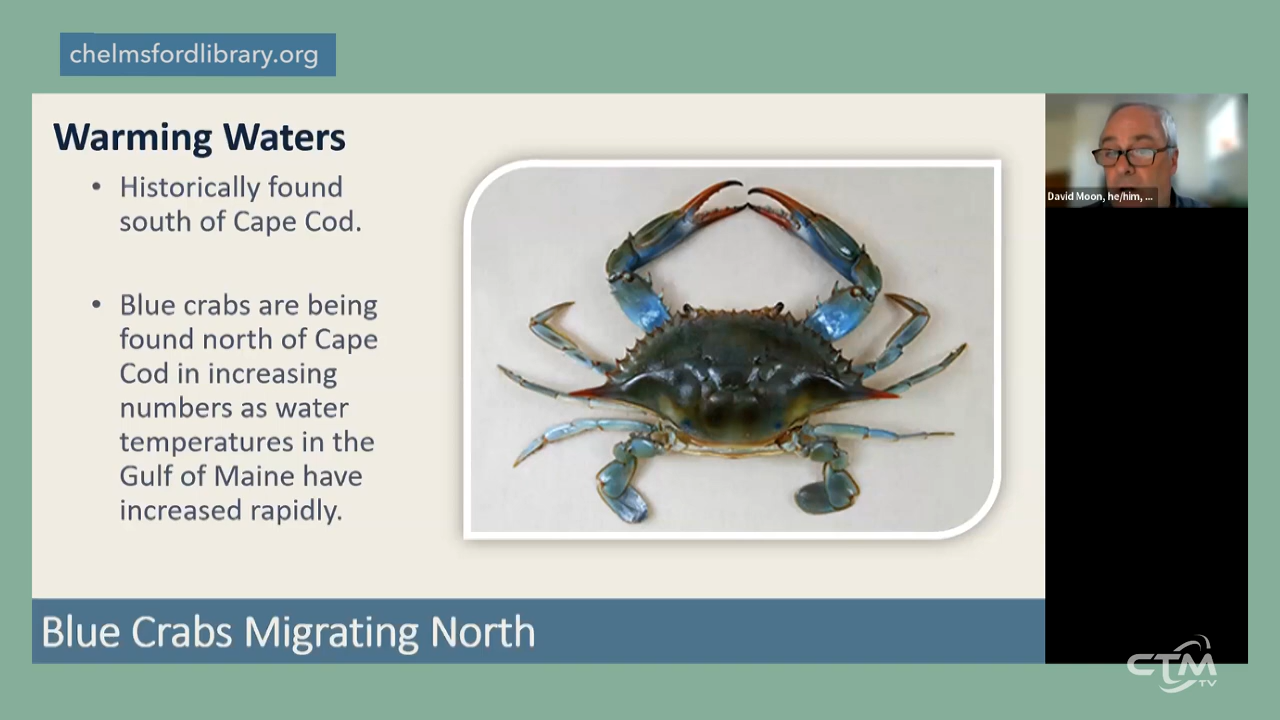 chelmsfordlibrary.org
Warming Waters
• Historically found
south of Cape Cod.
• Blue crabs are being
found north of Cape
Cod in increasing
numbers as water
temperatures in the
Gulf of Maine have
increased rapidly.
David Moon, he/him, ...
Blue Crabs Migrating North
CTM
TV